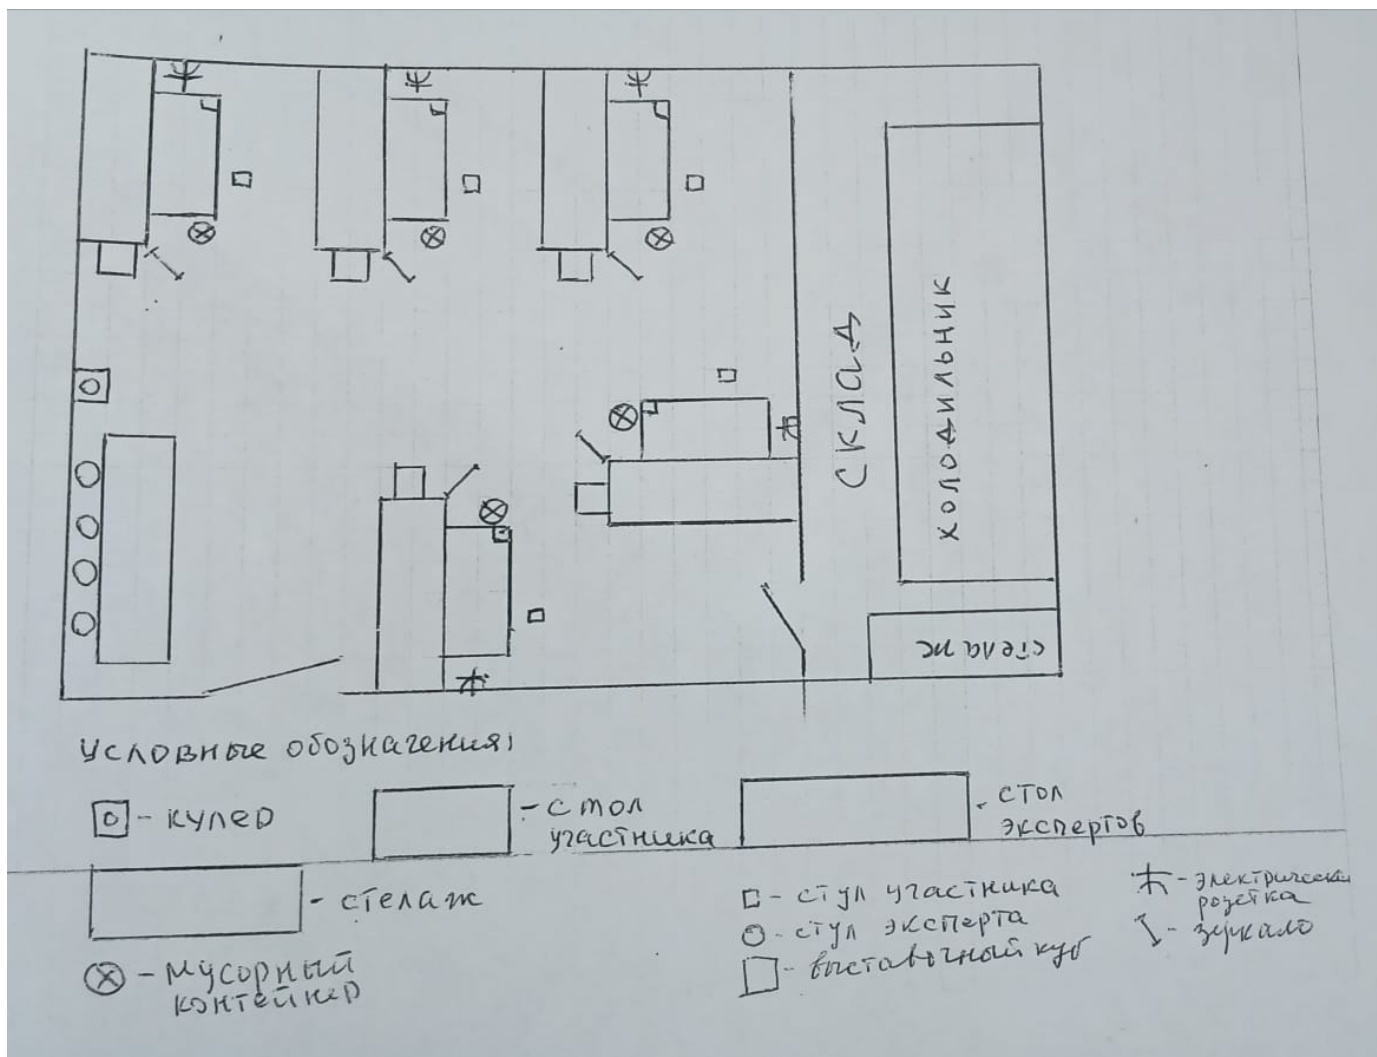 СКЛАД
ХОЛОДИЛЬНИК
стелаж
Условные обозначения:
- кулер
- стол
участника
- стол
экспертов
- стелаж
- стул участника
- стул эксперта
- выставочный куб
- электрическая
розетка
- зеркало
- мусорный
контейнер